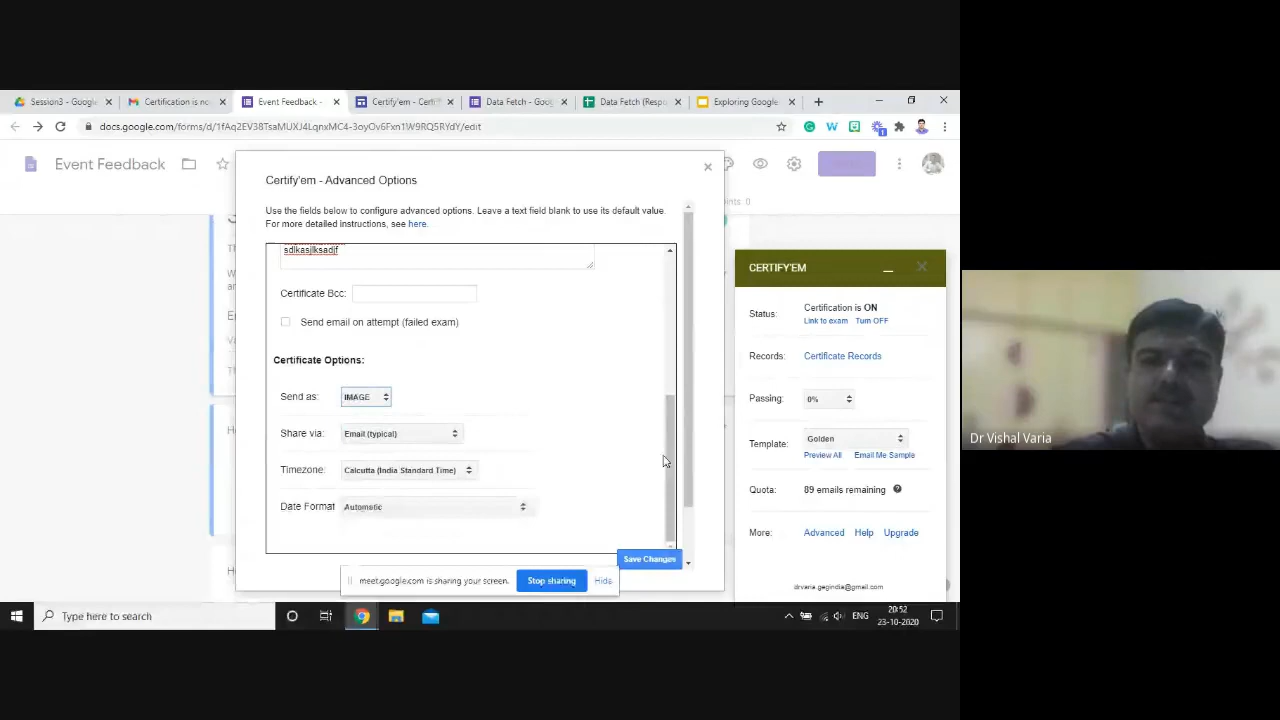 Session3 - Google
Certification is no
Event Feedback -
Certify'em - Certi
Data Fetch - Goog
Data Fetch (Respo
Exploring Google
docs.google.com/forms/d/1fAq2EV38TsaMUXJ4LqnxMC4-3oyOv6Fxn1W9RQ5RYdY/edit
Event Feedback
Certify'em - Advanced Options
Use the fields below to configure advanced options. Leave a text field blank to use its default value.
For more detailed instructions, see here.
sdlkasjlksadjf
Certificate Bcc:
Send email on attempt (failed exam)
Certificate Options:
Send as: IMAGE
Share via: Email (typical)
Timezone: Calcutta (India Standard Time)
Date Format Automatic
Save Changes
CERTIFY'EM
Status: Certification is ON
Link to exam Turn OFF
Records: Certificate Records
Passing: 0%
Template: Golden
Preview All Email Me Sample
Quota: 89 emails remaining
More: Advanced Help Upgrade
drvaria.gegindia@gmail.com
meet.google.com is sharing your screen. Stop sharing Hide
Type here to search
ENG
20:52
23-10-2020
Dr Vishal Varia